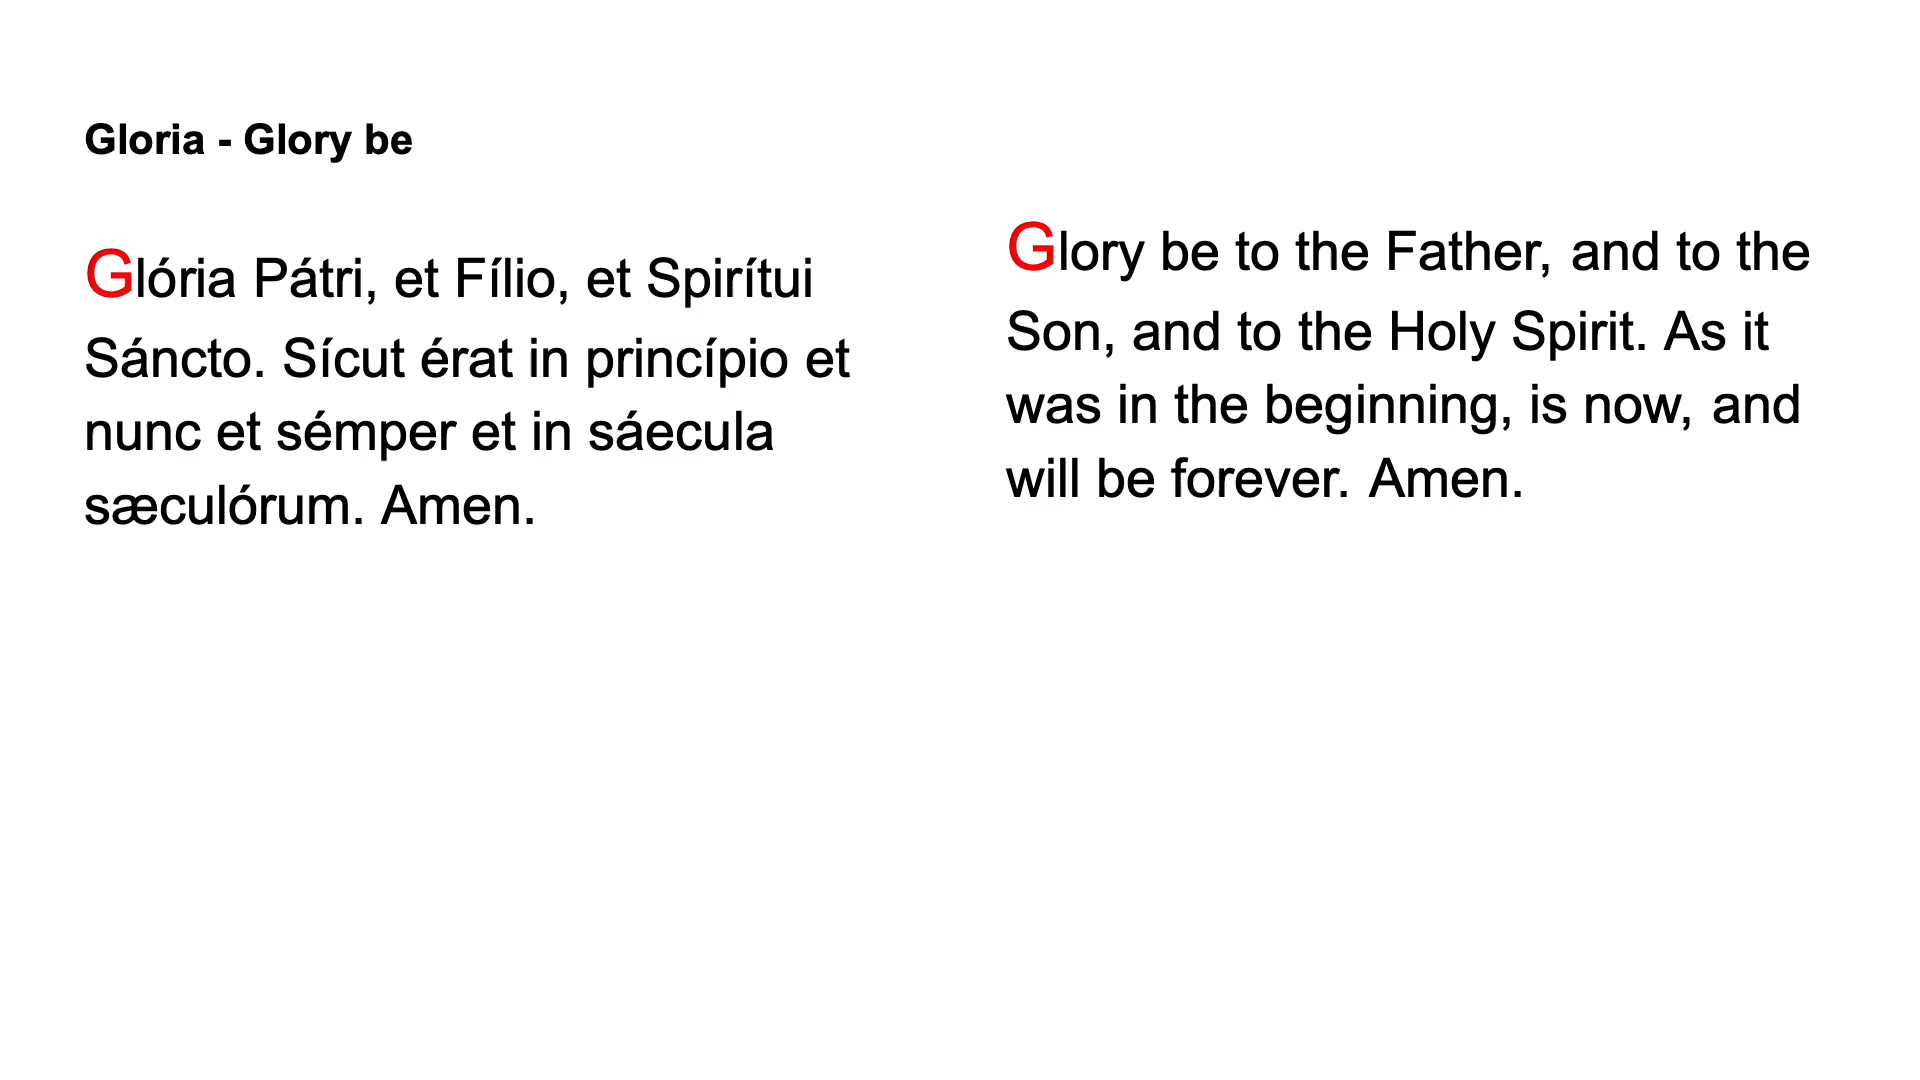 Gloria - Glory be
Glória Pátri, et Fílio, et Spirítui
Sáncto. Sícut érat in princípio et
nunc et sémper et in sáecula
sæculórum. Amen.
Glory be to the Father, and to the
Son, and to the Holy Spirit. As it
was in the beginning, is now, and
will be forever. Amen.